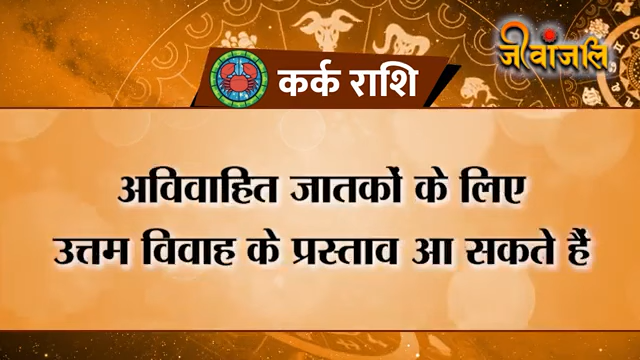 जीवांजलि
कर्क राशि
अविवाहित जातकों के लिए
उत्तम विवाह के प्रस्ताव आ सकते हैं